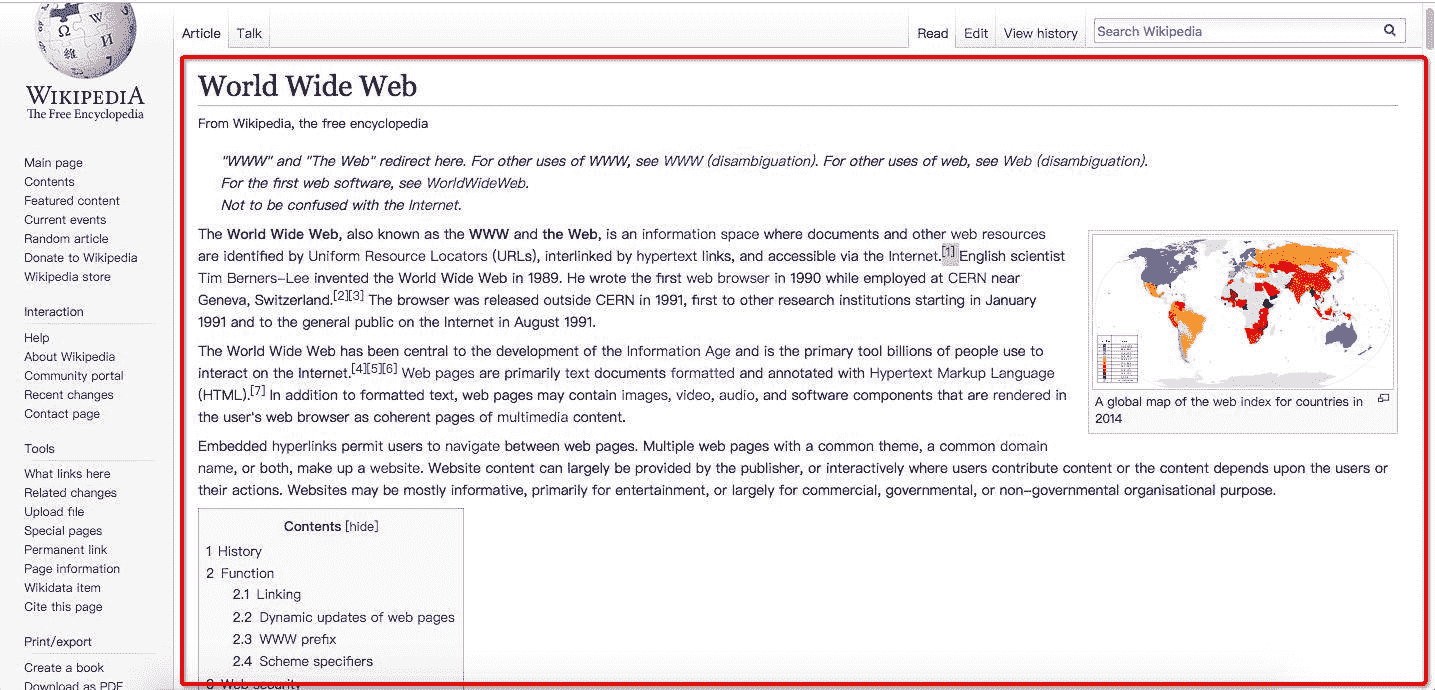 Ω
W
И
維
7
WIKIPEDIA
The Free Encyclopedia
Main page
Contents
Featured content
Current events
Random article
Donate to Wikipedia
Wikipedia store
Interaction
Help
About Wikipedia
Community portal
Recent changes
Contact page
Tools
What links here
Related changes
Upload file
Special pages
Permanent link
Page information
Wikidata item
Cite this page
Print/export
Create a book
Download as PDF
Article Talk
Read Edit View history Search Wikipedia
World Wide Web
From Wikipedia, the free encyclopedia
"WWW" and "The Web" redirect here. For other uses of WWW, see WWW (disambiguation). For other uses of web, see Web (disambiguation).
For the first web software, see WorldWideWeb.
Not to be confused with the Internet.
The World Wide Web, also known as the WWW and the Web, is an information space where documents and other web resources
are identified by Uniform Resource Locators (URLs), interlinked by hypertext links, and accessible via the Internet.[1] English scientist
Tim Berners–Lee invented the World Wide Web in 1989. He wrote the first web browser in 1990 while employed at CERN near
Geneva, Switzerland.[2][3] The browser was released outside CERN in 1991, first to other research institutions starting in January
1991 and to the general public on the Internet in August 1991.
The World Wide Web has been central to the development of the Information Age and is the primary tool billions of people use to
interact on the Internet.[4][5][6] Web pages are primarily text documents formatted and annotated with Hypertext Markup Language
(HTML).[7] In addition to formatted text, web pages may contain images, video, audio, and software components that are rendered in
the user's web browser as coherent pages of multimedia content.
Embedded hyperlinks permit users to navigate between web pages. Multiple web pages with a common theme, a common domain
name, or both, make up a website. Website content can largely be provided by the publisher, or interactively where users contribute content or the content depends upon the users or
their actions. Websites may be mostly informative, primarily for entertainment, or largely for commercial, governmental, or non–governmental organisational purpose.
A global map of the web index for countries in
2014
Contents [hide]
1 History
2 Function
2.1 Linking
2.2 Dynamic updates of web pages
2.3 WWW prefix
2.4 Scheme specifiers
3 Web security